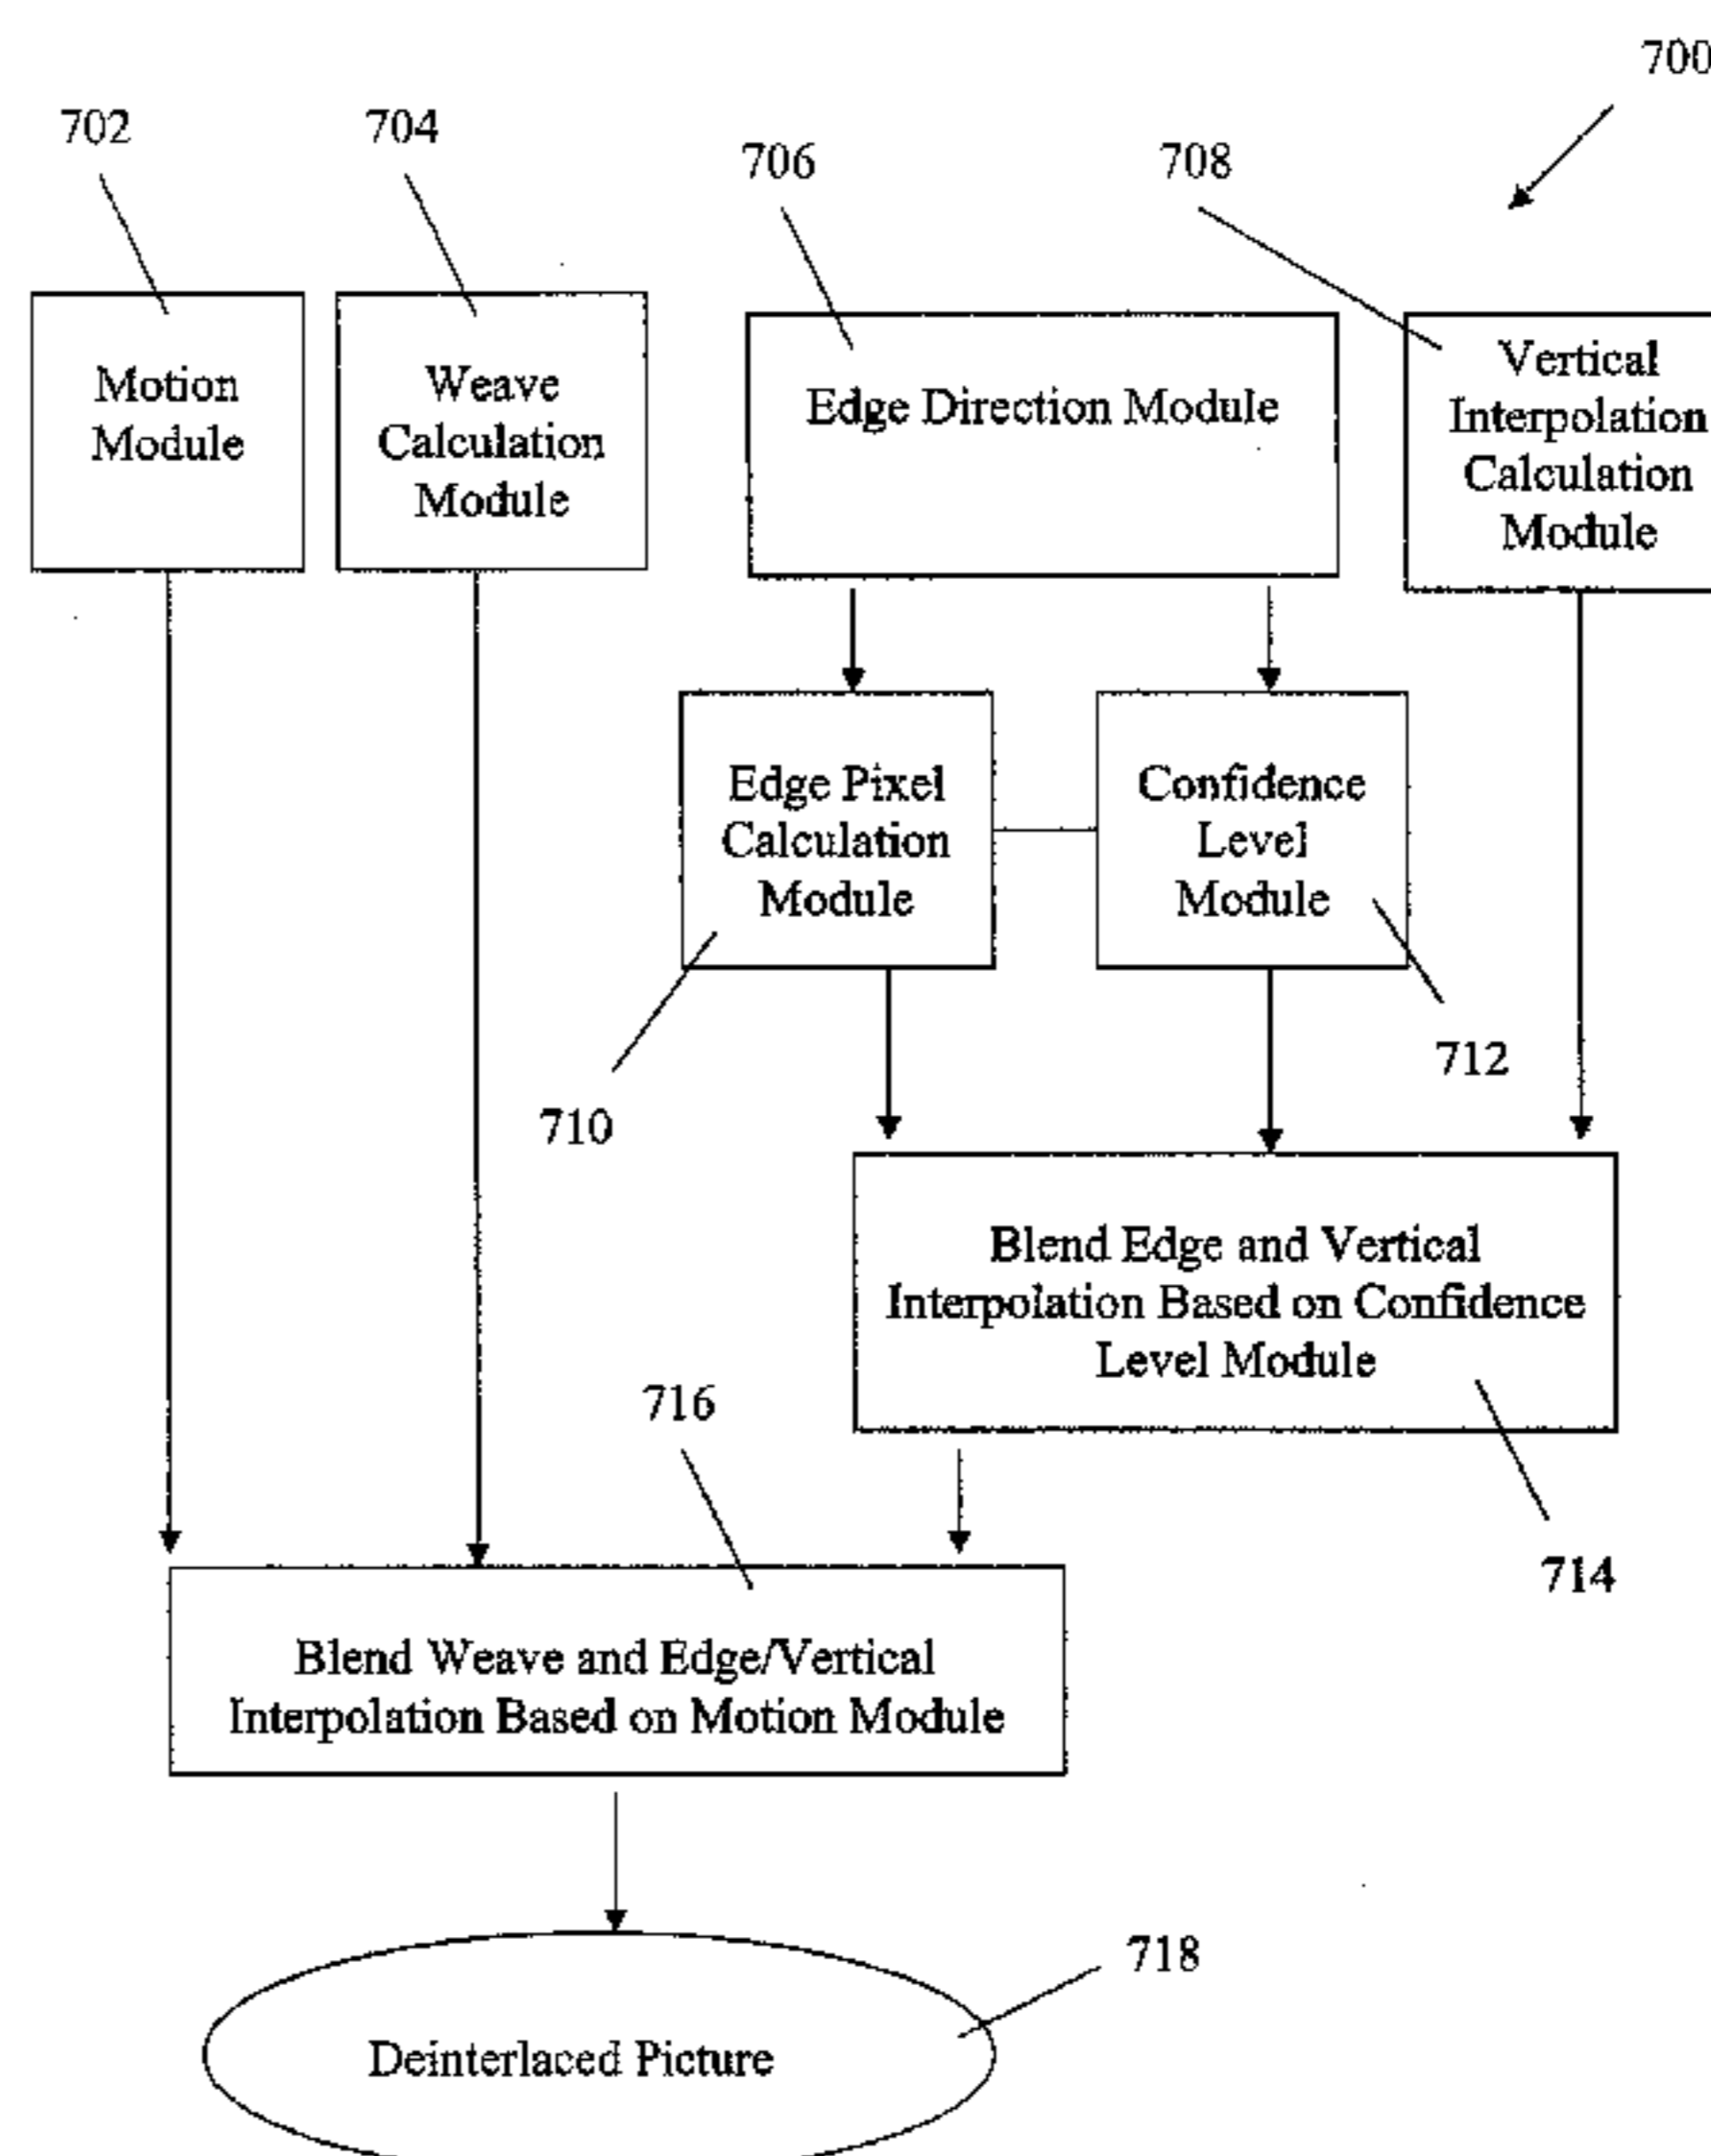 700
702
704
706
708
Motion
Module
Weave
Calculation
Module
Edge Direction Module
Vertical
Interpolation
Calculation
Module
Edge Pixel
Calculation
Module
Confidence
Level
Module
710
712
Blend Edge and Vertical
Interpolation Based on Confidence
Level Module
714
716
Blend Weave and Edge/Vertical
Interpolation Based on Motion Module
718
Deinterlaced Picture